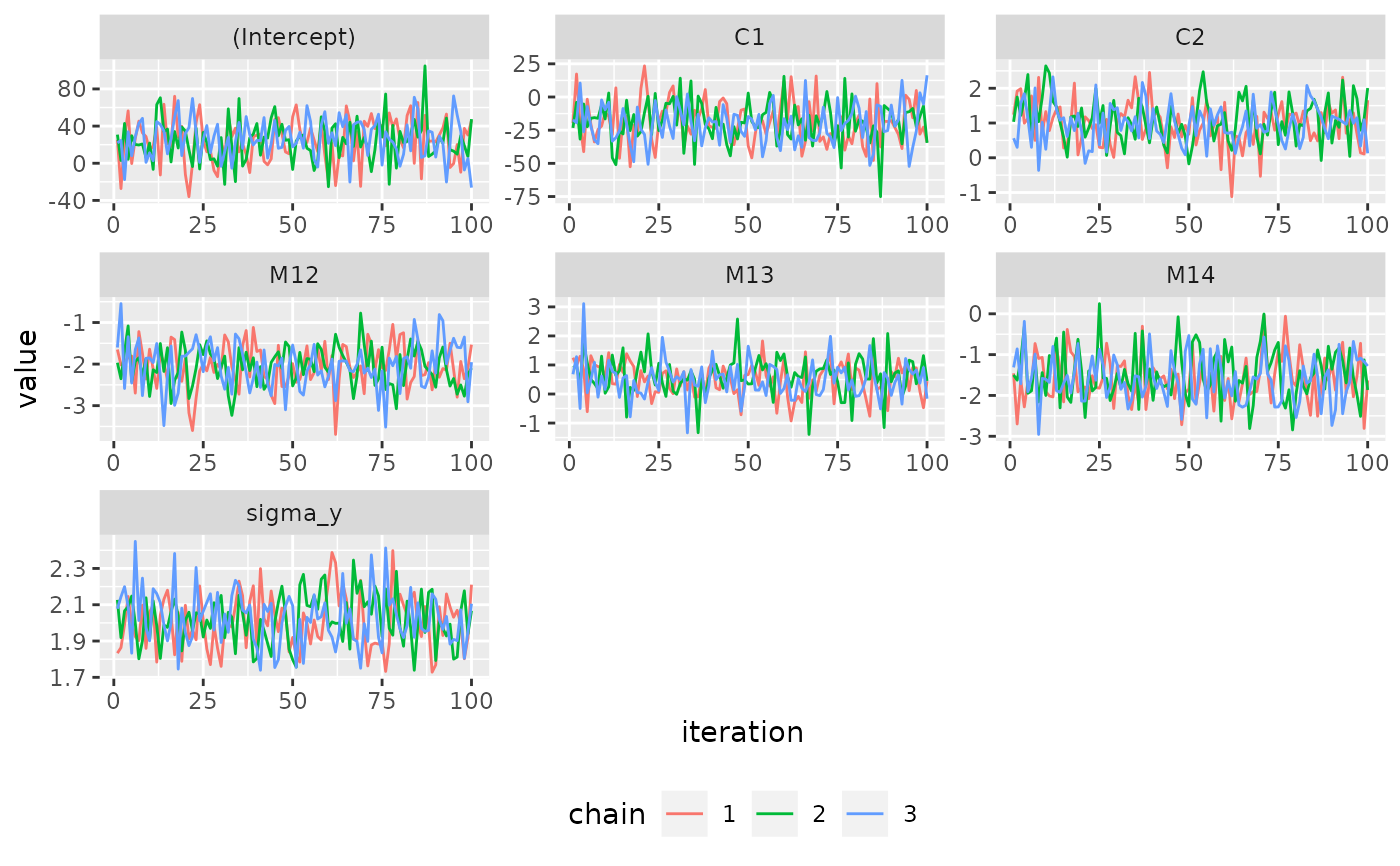 (Intercept) C1 C2
80 40 0 -40
25 0 -25 -50 -75
2 1 0 -1
0 25 50 75 100 0 25 50 75 100 0 25 50 75 100
M12 M13 M14
-1 -2 -3
3 2 1 0 -1
0 -1 -2 -3
0 25 50 75 100 0 25 50 75 100 0 25 50 75 100
value
sigma_y
2.3 2.1 1.9 1.7
0 25 50 75 100
iteration
chain 1 2 3